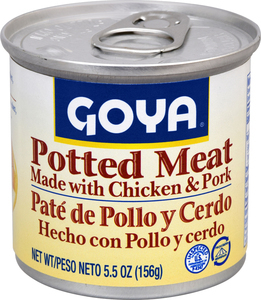 GOYA
Potted Meat
Made with Chicken & Pork
Paté de Pollo y Cerdo
Hecho con Pollo y cerdo
NET WT/PESO NETO 5.5 OZ (156g)